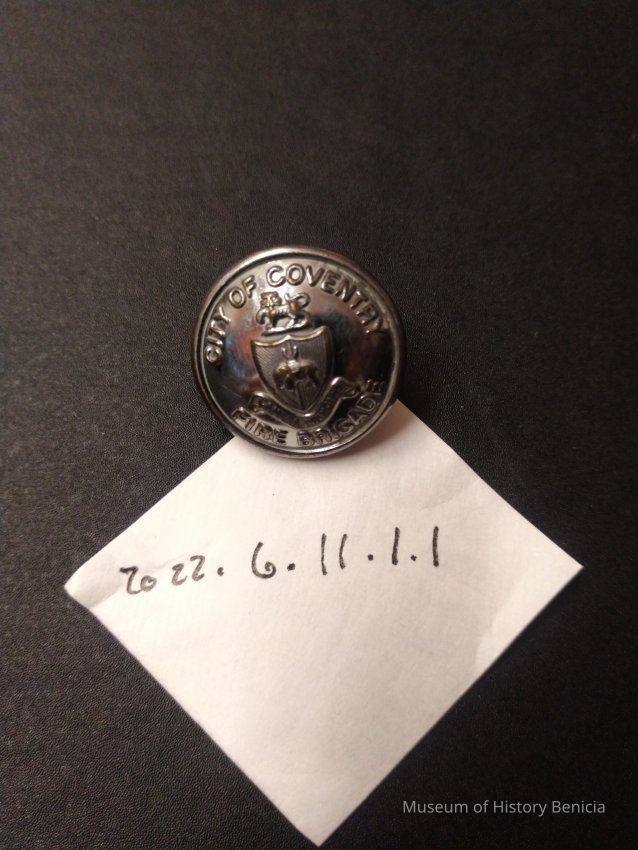 CITY OF COVENTRY
FIRE BRIGADE
2022.6.11.1.1
Museum of History Benicia